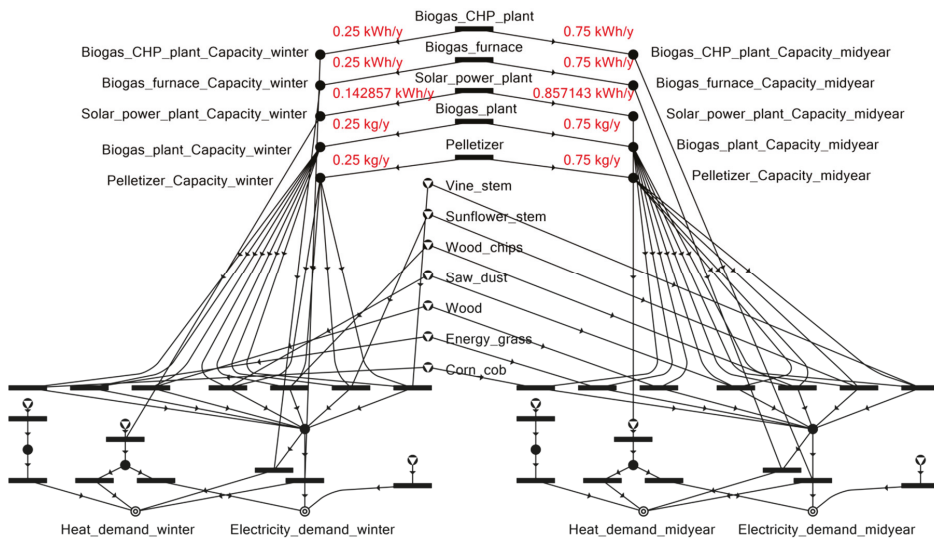 Biogas_CHP_plant
0.25 kWh/y
0.75 kWh/y
Biogas_CHP_plant_Capacity_winter
Biogas_furnace
Biogas_CHP_plant_Capacity_midyear
0.25 kWh/y
0.75 kWh/y
Biogas_furnace_Capacity_winter
Solar_power_plant
Biogas_furnace_Capacity_midyear
0.142857 kWh/y
0.857143 kWh/y
Solar_power_plant_Capacity_winter
Biogas_plant
Solar_power_plant_Capacity_midyear
0.25 kg/y
0.75 kg/y
Biogas_plant_Capacity_winter
Pelletizer
Biogas_plant_Capacity_midyear
0.25 kg/y
0.75 kg/y
Pelletizer_Capacity_winter
Pelletizer_Capacity_midyear
Vine_stem
Sunflower_stem
Wood_chips
Saw_dust
Wood
Energy_grass
Corn_cob
Heat_demand_winter
Electricity_demand_winter
Heat_demand_midyear
Electricity_demand_midyear